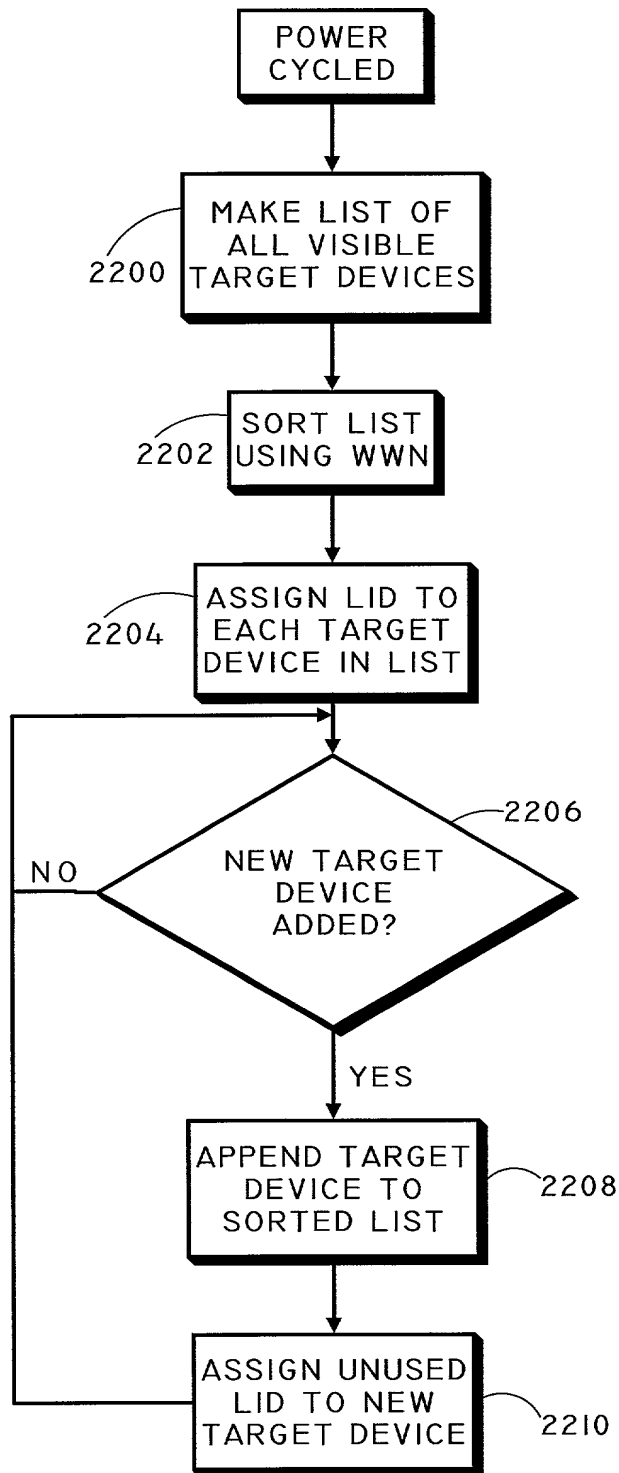 POWER
CYCLED
MAKE LIST OF
ALL VISIBLE
TARGET DEVICES
2200
SORT LIST
USING WWN
2202
ASSIGN LID TO
EACH TARGET
DEVICE IN LIST
2204
2206
NEW TARGET
DEVICE
ADDED?
NO
YES
APPEND TARGET
DEVICE TO
SORTED LIST
2208
ASSIGN UNUSED
LID TO NEW
TARGET DEVICE
2210